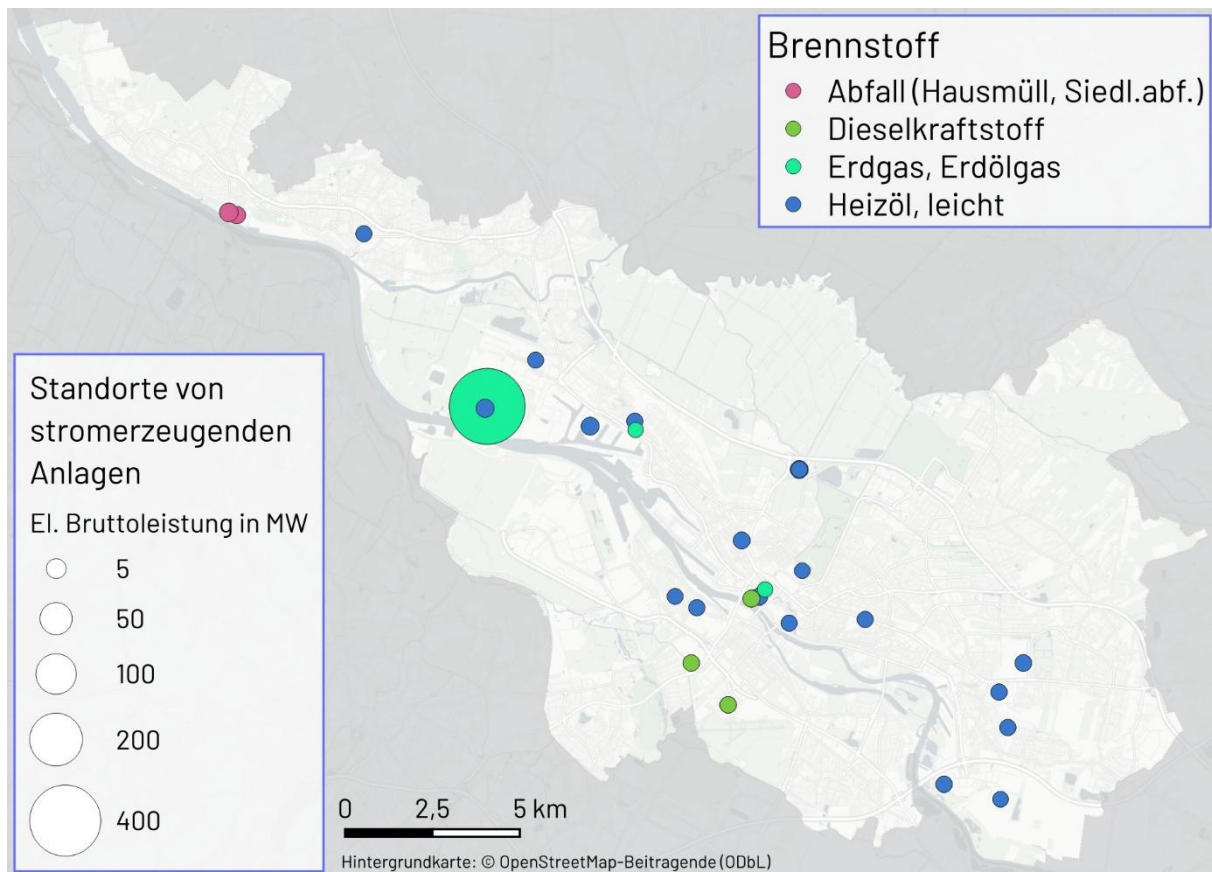 Brennstoff
Abfall (Hausmüll, Siedl.abf.)
Dieselkraftstoff
Erdgas, Erdölgas
Heizöl, leicht
Standorte von
stromerzeugenden
Anlagen
El. Bruttoleistung in MW
5
50
100
200
400
0 2,5 5 km
Hintergrundkarte: © OpenStreetMap-Beitragende (ODbL)